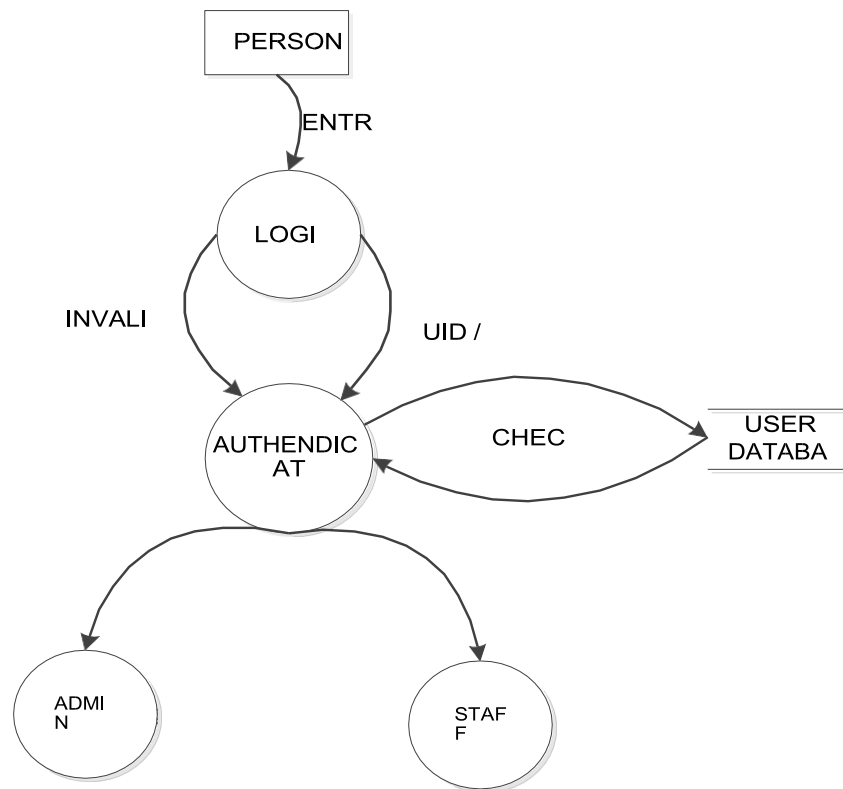 PERSON
ENTR
LOGI
INVALI
UID /
AUTHENDIC
AT
CHEC
USER
DATABA
ADMI
N
STAF
F